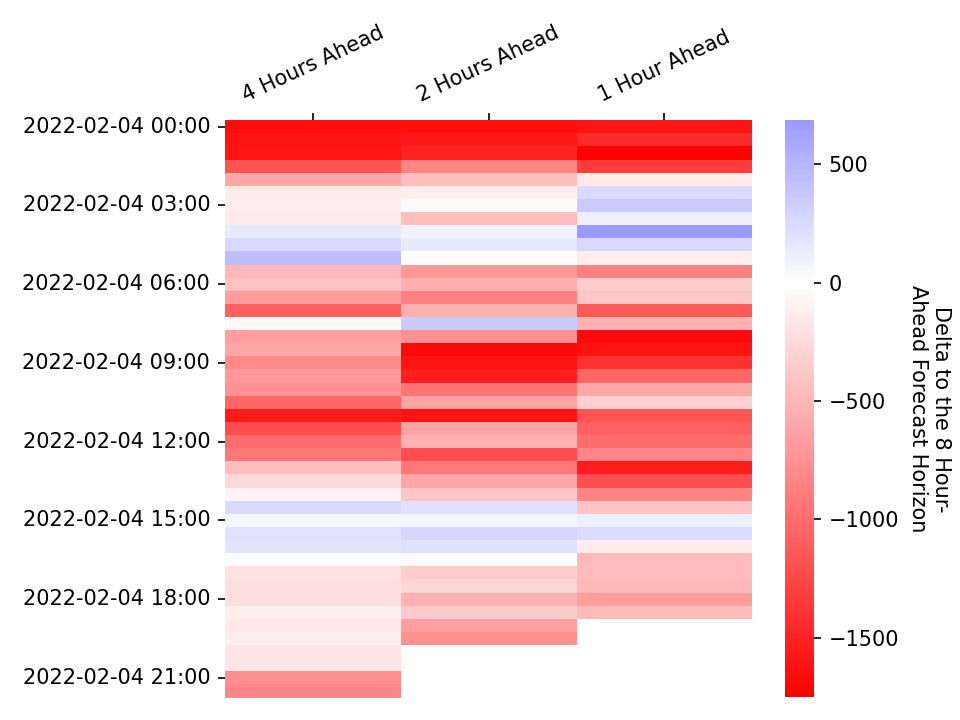 4 Hours Ahead
2 Hours Ahead
1 Hour Ahead
2022-02-04 00:00
2022-02-04 03:00
2022-02-04 06:00
2022-02-04 09:00
2022-02-04 12:00
2022-02-04 15:00
2022-02-04 18:00
2022-02-04 21:00
500
0
−500
−1000
−1500
Delta to the 8 Hour-
Ahead Forecast Horizon